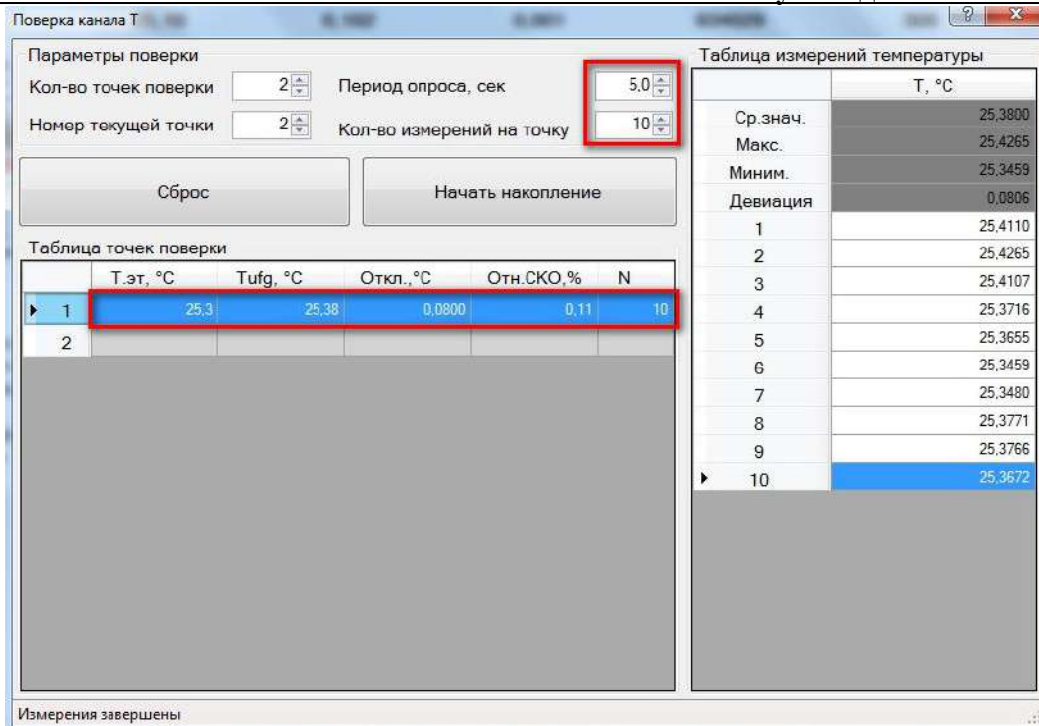 Поверка канала Т
Параметры поверки
Кол-во точек поверки 2
Период опроса, сек 5,0
Номер текущей точки 2
Кол-во измерений на точку 10
Сброс
Начать накопление
Таблица точек поверки
Т.эт, °C Tufg, °C Откл.,°C Отн.СКО,% N
1 25,3 25,38 0,0800 0,11 10
2
Таблица измерений температуры
T, °C
Ср.знач. 25,3800
Макс. 25,4265
Миним. 25,3459
Девиация 0,0806
1 25,4110
2 25,4265
3 25,4107
4 25,3716
5 25,3655
6 25,3459
7 25,3480
8 25,3771
9 25,3766
10 25,3672
Измерения завершены